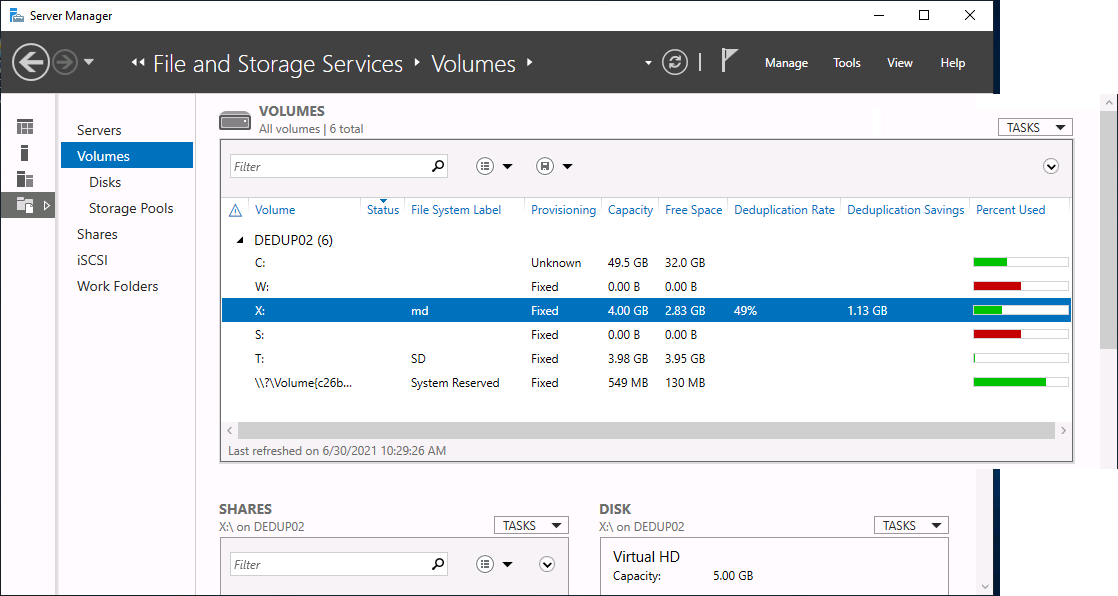 Server Manager
File and Storage Services Volumes
Manage Tools View Help
Servers
Volumes
Disks
Storage Pools
Shares
iSCSI
Work Folders
VOLUMES
All volumes | 6 total
TASKS
Filter
Volume Status File System Label Provisioning Capacity Free Space Deduplication Rate Deduplication Savings Percent Used
DEDUP02 (6)
C: Unknown 49.5 GB 32.0 GB
W: Fixed 0.00 B 0.00 B
X: md Fixed 4.00 GB 2.83 GB 49% 1.13 GB
S: Fixed 0.00 B 0.00 B
T: SD Fixed 3.98 GB 3.95 GB
\\?\Volume{c26b... System Reserved Fixed 549 MB 130 MB
Last refreshed on 6/30/2021 10:29:26 AM
SHARES
X:\ on DEDUP02
TASKS
Filter
DISK
X:\ on DEDUP02
TASKS
Virtual HD
Capacity: 5.00 GB